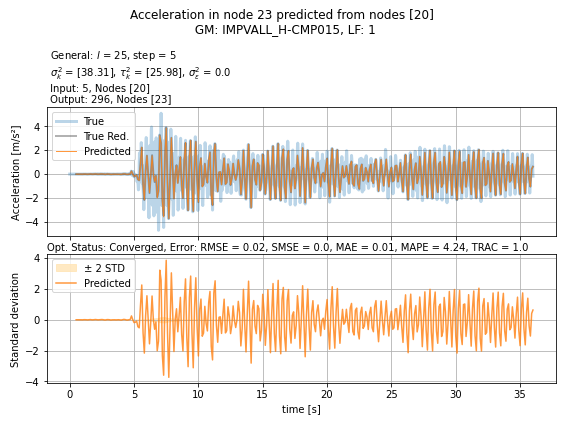 Acceleration in node 23 predicted from nodes [20]
GM: IMPVALL_H-CMP015, LF: 1
General: l = 25, step = 5
σ²ₖ = [38.31], τ²ₖ = [25.98], σ²ε = 0.0
Input: 5, Nodes [20]
Output: 296, Nodes [23]
True
True Red.
Predicted
Acceleration [m/s²]
4
2
0
−2
−4
Opt. Status: Converged, Error: RMSE = 0.02, SMSE = 0.0, MAE = 0.01, MAPE = 4.24, TRAC = 1.0
± 2 STD
Predicted
Standard deviation
4
2
0
−2
−4
0 5 10 15 20 25 30 35
time [s]